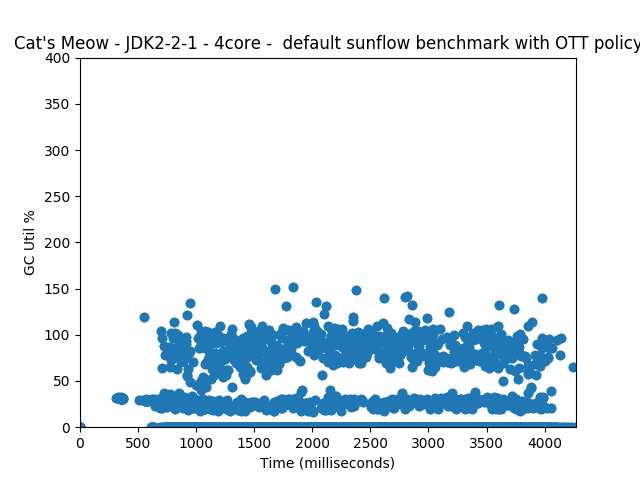 Cat's Meow - JDK2-2-1 - 4core -  default sunflow benchmark with OTT policy
400
350
300
250
200
150
100
50
0
GC Util %
0 500 1000 1500 2000 2500 3000 3500 4000
Time (milliseconds)